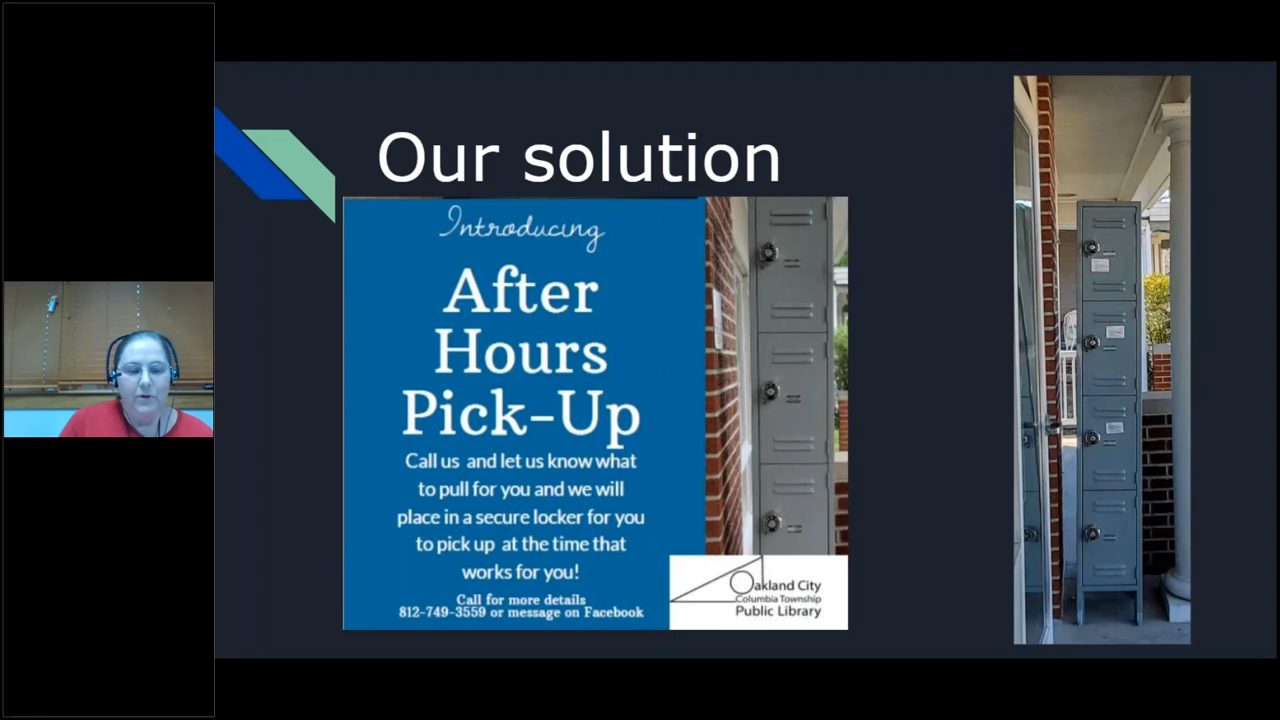 Our solution
Introducing
After
Hours
Pick-Up
Call us and let us know what
to pull for you and we will
place in a secure locker for you
to pick up at the time that
works for you!
Call for more details
812-749-3559 or message on Facebook
Oakland City
Columbia Township
Public Library